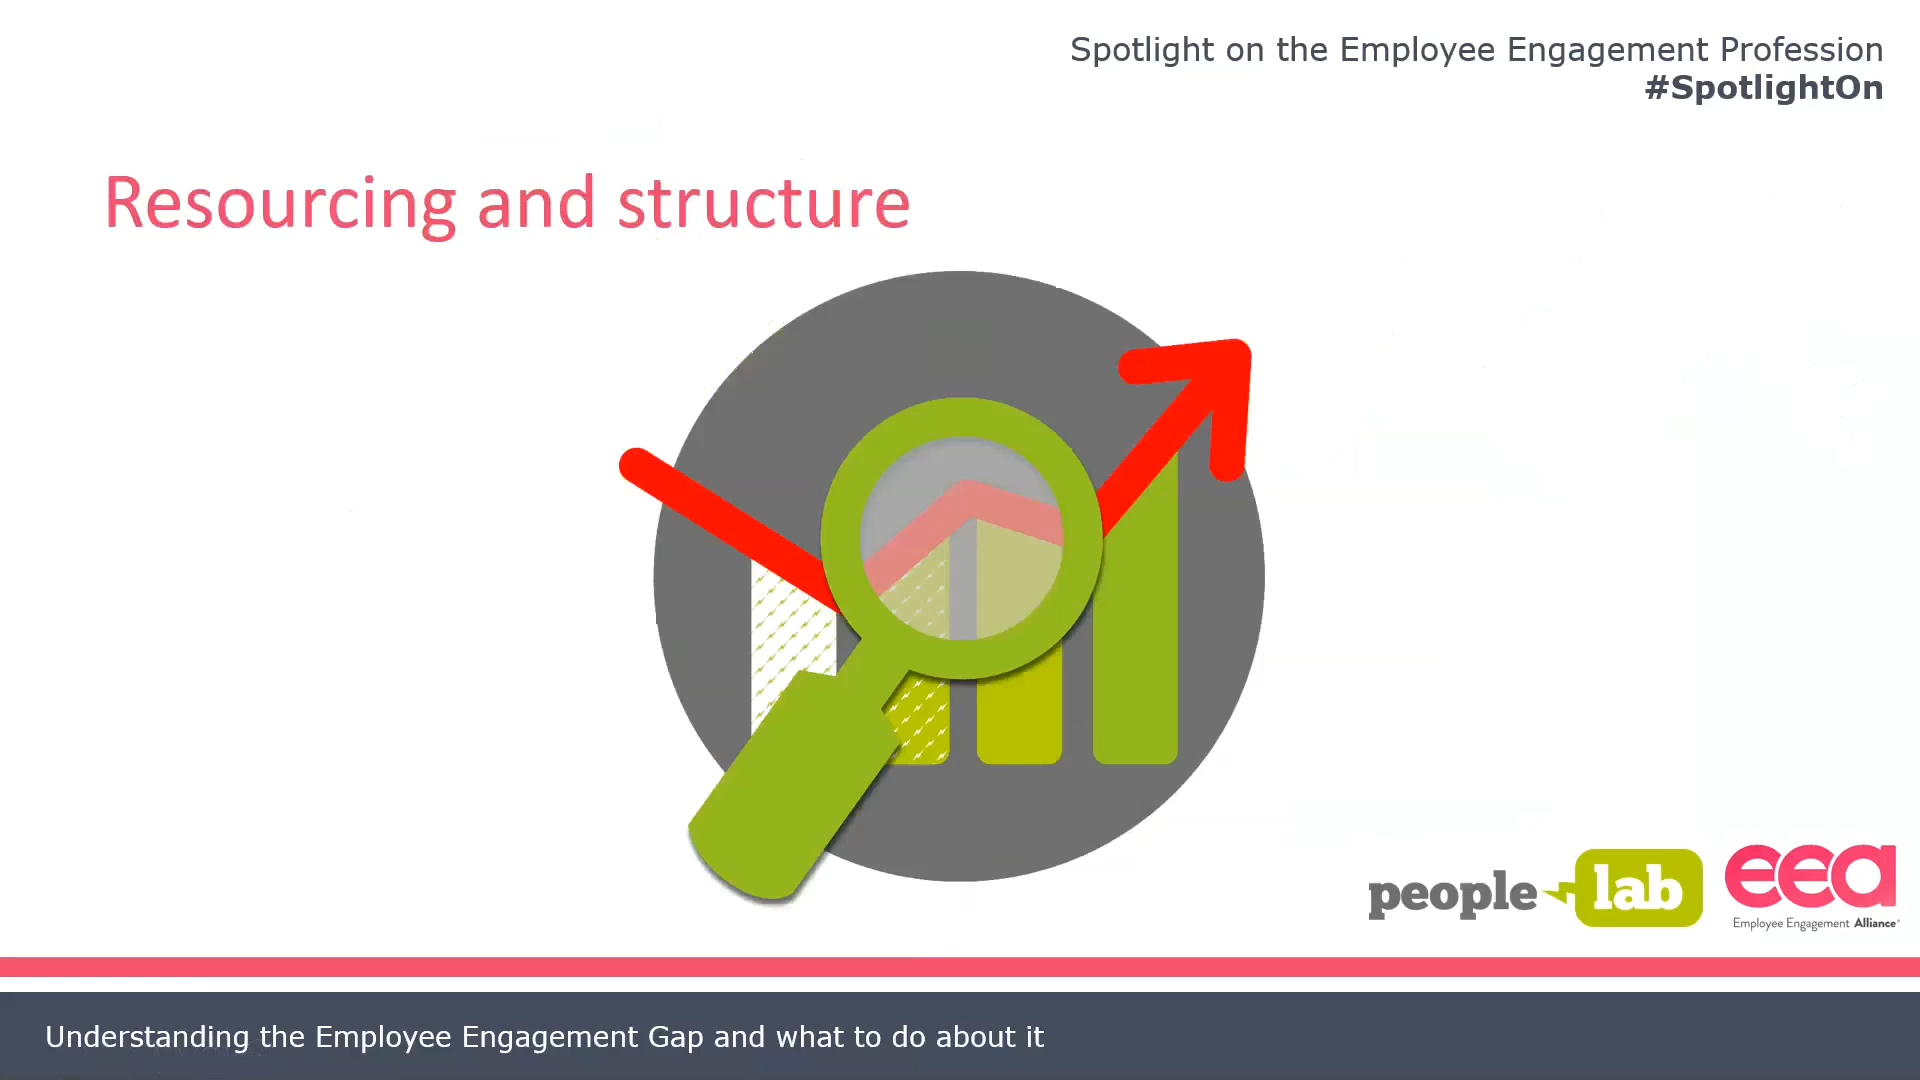 Spotlight on the Employee Engagement Profession
#SpotlightOn
Resourcing and structure
people lab
eea
Employee Engagement Alliance
Understanding the Employee Engagement Gap and what to do about it